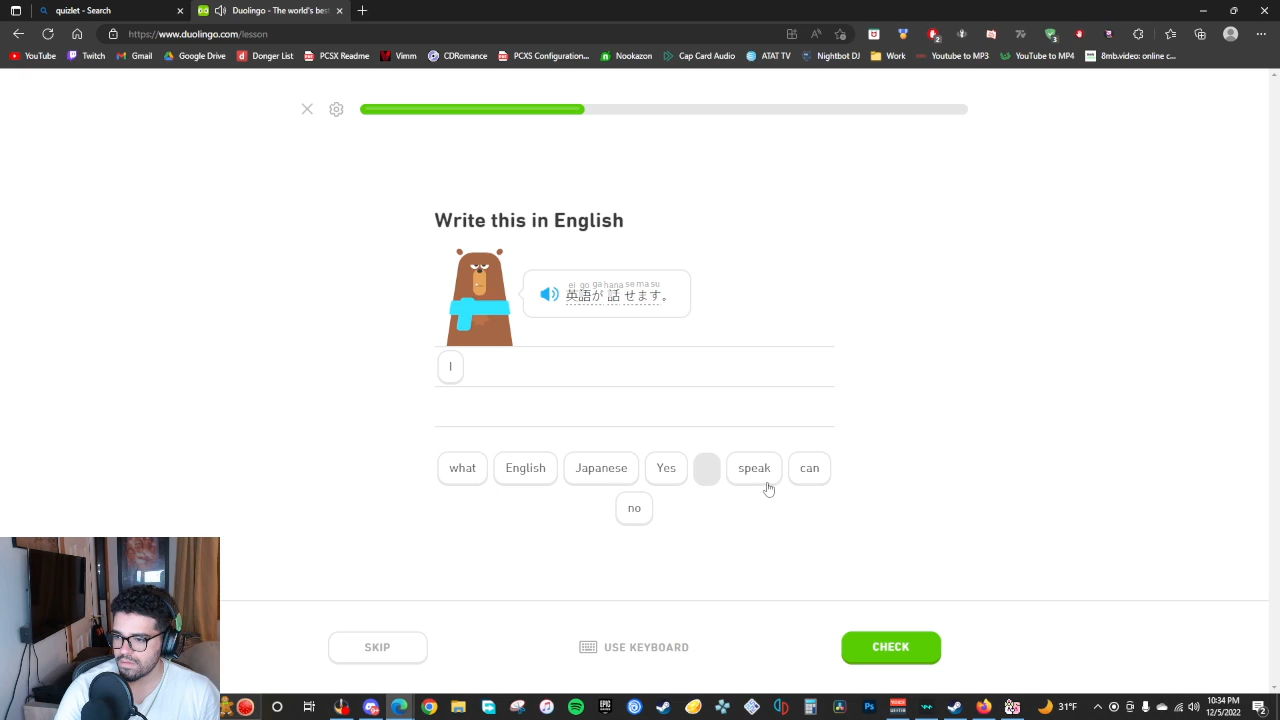 quizlet - Search
Duolingo - The world's bes
https://www.duolingo.com/lesson
YouTube Twitch Gmail Google Drive Donger List PCSX Readme Vimm CDRomance PCXS Configuration... Nookazon Cap Card Audio ATAT TV Nightbot DJ Work Youtube to MP3 YouTube to MP4 8mb.video: online c...
Write this in English
ei go ga hana se ma su
英語が 話 せます。
I
what English Japanese Yes speak can
no
SKIP
USE KEYBOARD
CHECK
31°F
10:34 PM
12/5/2022